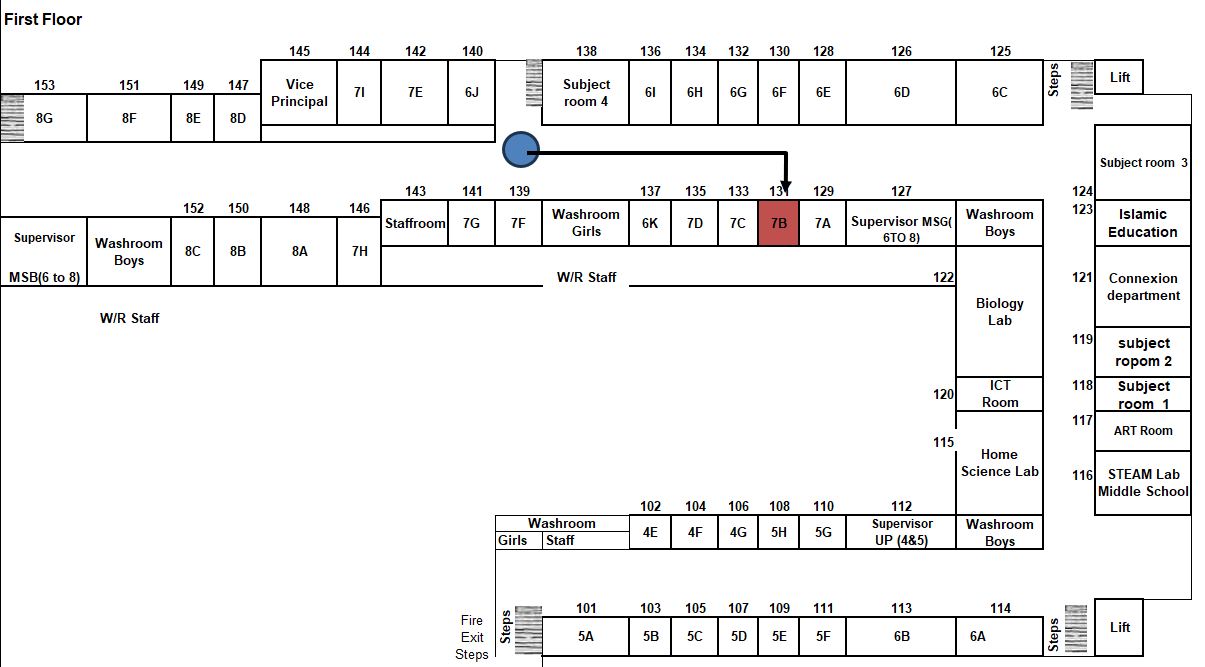 First Floor
145 144 142 140 138 136 134 132 130 128 126 125
153 151 149 147
Vice
Principal
7I 7E 6J
Subject
room 4
6I 6H 6G 6F 6E 6D 6C
Steps
Lift
8G 8F 8E 8D
Subject room 3
143 141 139 137 135 133 131 129 127 124
152 150 148 146 123
Staffroom 7G 7F
Washroom
Girls
6K 7D 7C 7B 7A
Supervisor MSG(
6TO 8)
Washroom
Boys
Islamic
Education
Supervisor
MSB(6 to 8)
Washroom
Boys
8C 8B 8A 7H
W/R Staff
122
121
Connexion
department
W/R Staff
Biology
Lab
119
subject
ropom 2
120
ICT
Room
118
Subject
room 1
117
ART Room
115
Home
Science Lab
116
STEAM Lab
Middle School
102 104 106 108 110 112
Washroom
Girls Staff
4E 4F 4G 5H 5G
Supervisor
UP (4&5)
Washroom
Boys
101 103 105 107 109 111 113 114
Fire
Exit
Steps
Steps
5A 5B 5C 5D 5E 5F 6B 6A
Steps
Lift